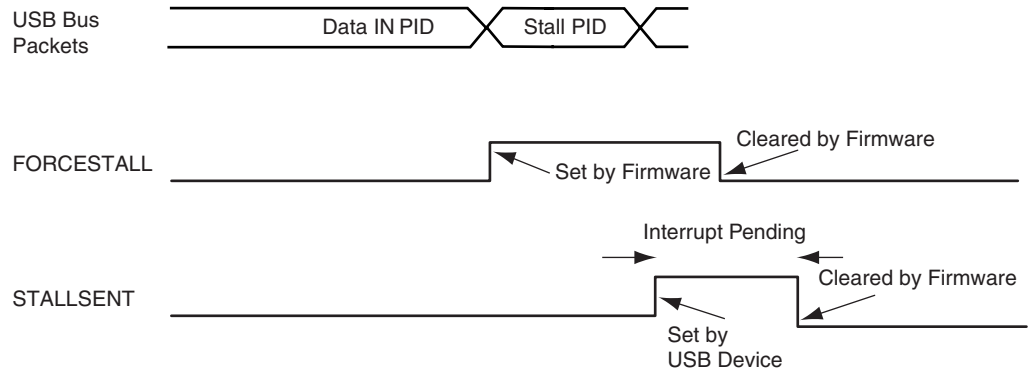 USB Bus
Packets
Data IN PID
Stall PID
FORCESTALL
Set by Firmware
Cleared by Firmware
Interrupt Pending
STALLSENT
Set by
USB Device
Cleared by Firmware